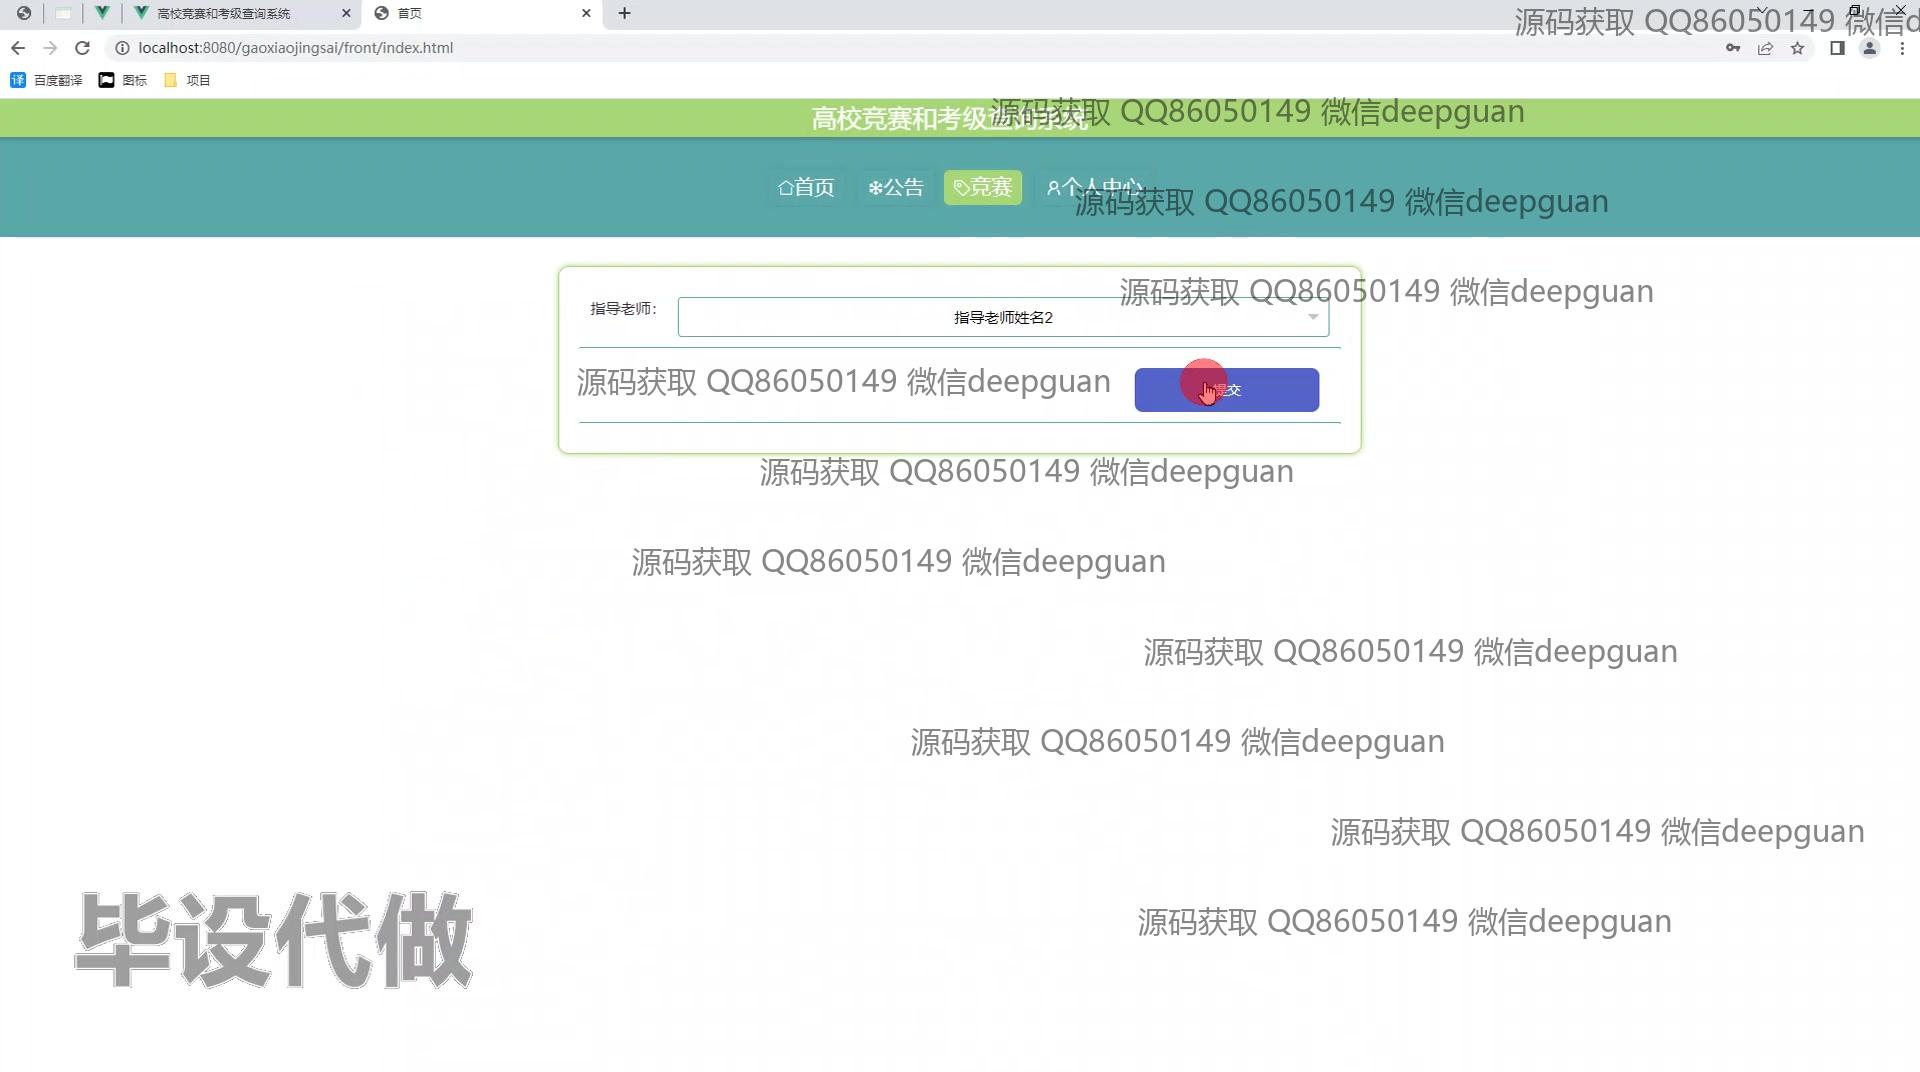 高校竞赛和考级查询系统
首页
源码获取 QQ86050149 微信d
localhost:8080/gaoxiaojingsai/front/index.html
百度翻译
图标
项目
高校竞赛和考级查询系统
源码获取 QQ86050149 微信deepguan
首页
公告
竞赛
个人中心
源码获取 QQ86050149 微信deepguan
源码获取 QQ86050149 微信deepguan
指导老师：
指导老师姓名2
源码获取 QQ86050149 微信deepguan
提交
源码获取 QQ86050149 微信deepguan
源码获取 QQ86050149 微信deepguan
源码获取 QQ86050149 微信deepguan
源码获取 QQ86050149 微信deepguan
源码获取 QQ86050149 微信deepguan
源码获取 QQ86050149 微信deepguan
毕设代做